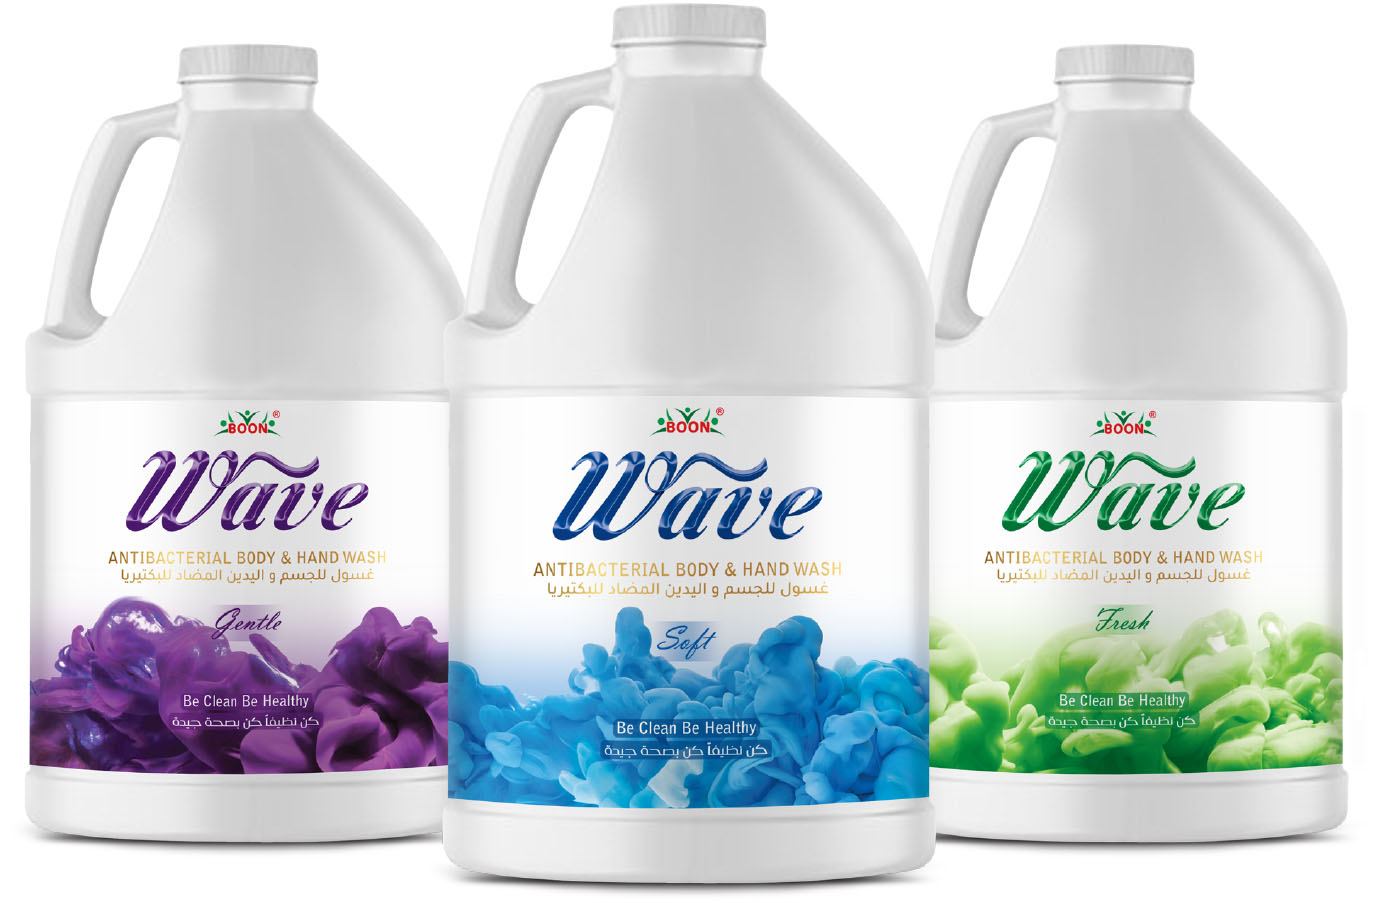 BOON®
Wave
ANTIBACTERIAL BODY & HAND WASH
غسول للجسم و اليدين المضاد للبكتيريا
Gentle
Be Clean Be Healthy
كن نظيفاً كن بصحة جيدة
BOON®
Wave
ANTIBACTERIAL BODY & HAND WASH
غسول للجسم و اليدين المضاد للبكتيريا
Soft
Be Clean Be Healthy
كن نظيفاً كن بصحة جيدة
BOON®
Wave
ANTIBACTERIAL BODY & HAND WASH
غسول للجسم و اليدين المضاد للبكتيريا
Fresh
Be Clean Be Healthy
كن نظيفاً كن بصحة جيدة